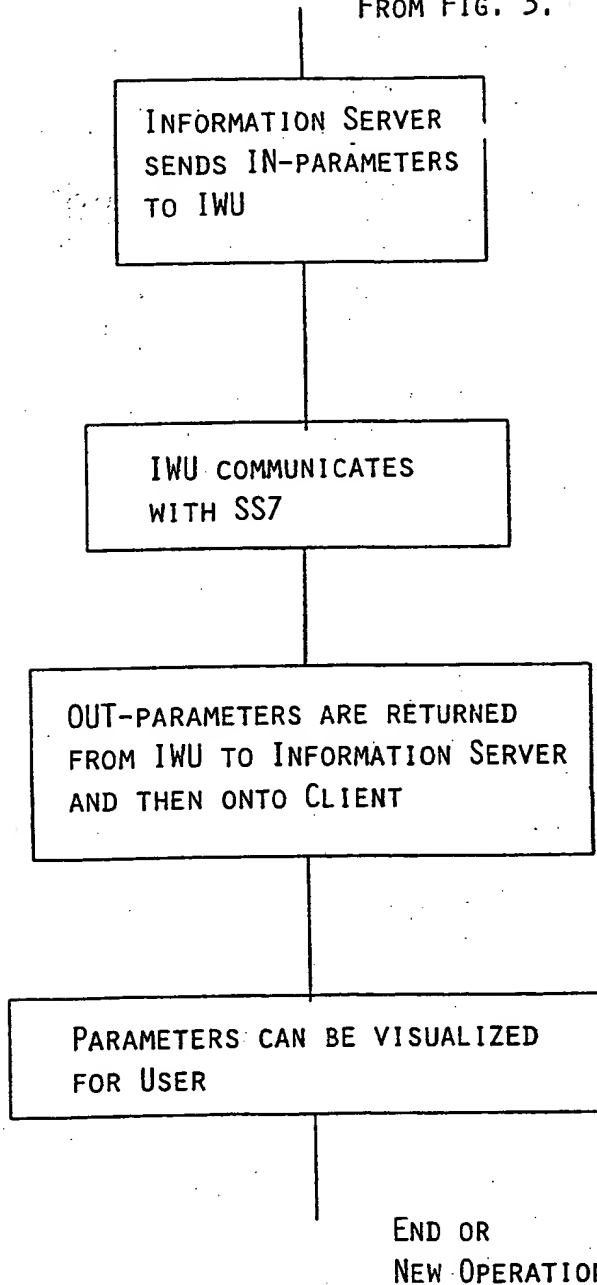 FROM FIG. 3.
INFORMATION SERVER
SENDS IN-PARAMETERS
TO IWU
IWU COMMUNICATES
WITH SS7
OUT-PARAMETERS ARE RETURNED
FROM IWU TO INFORMATION SERVER
AND THEN ONTO CLIENT
PARAMETERS CAN BE VISUALIZED
FOR USER
END OR
NEW OPERATION